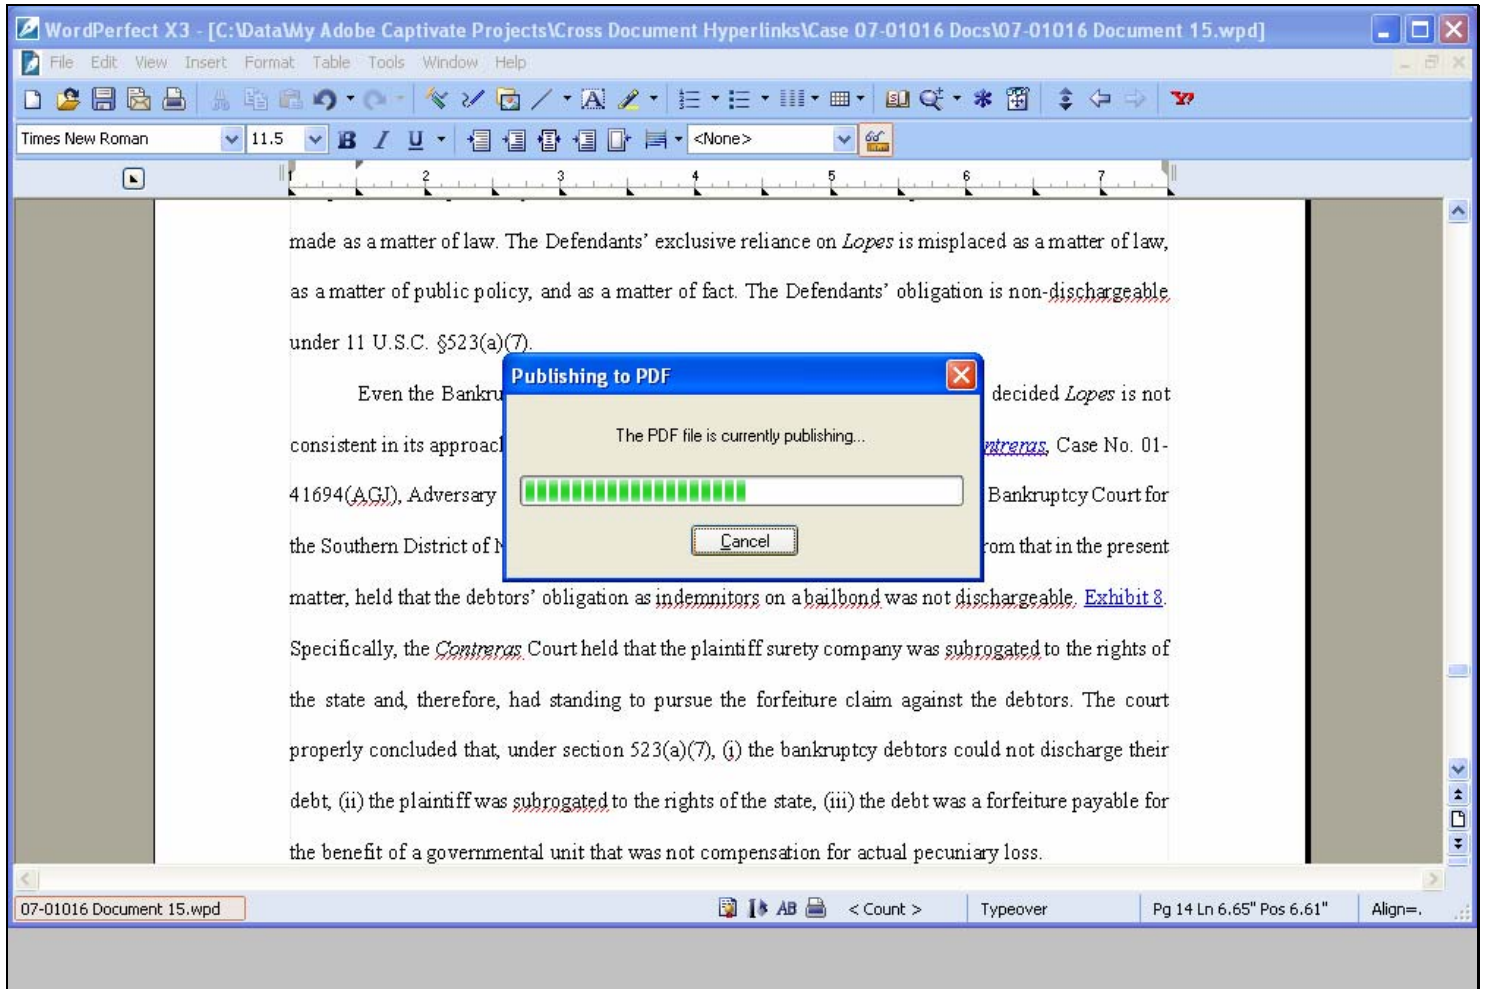 WordPerfect X3 - [C:\Data\My Adobe Captivate Projects\Cross Document Hyperlinks\Case 07-01016 Docs\07-01016 Document 15.wpd]
File Edit View Insert Format Table Tools Window Help
Times New Roman 11.5 B I U <None>
1 2 3 4 5 6 7
made as a matter of law. The Defendants’ exclusive reliance on Lopes is misplaced as a matter of law,
as a matter of public policy, and as a matter of fact. The Defendants’ obligation is non-dischargeable
under 11 U.S.C. §523(a)(7).
Publishing to PDF
Even the Bankru decided Lopes is not
The PDF file is currently publishing...
consistent in its approac ntreras, Case No. 01-
41694(AGJ), Adversary Bankruptcy Court for
Cancel
the Southern District of N rom that in the present
matter, held that the debtors’ obligation as indemnitors on a bailbond was not dischargeable. Exhibit 8.
Specifically, the Contreras Court held that the plaintiff surety company was subrogated to the rights of
the state and, therefore, had standing to pursue the forfeiture claim against the debtors. The court
properly concluded that, under section 523(a)(7), (i) the bankruptcy debtors could not discharge their
debt, (ii) the plaintiff was subrogated to the rights of the state, (iii) the debt was a forfeiture payable for
the benefit of a governmental unit that was not compensation for actual pecuniary loss.
07-01016 Document 15.wpd AB < Count > Typeover Pg 14 Ln 6.65" Pos 6.61" Align=.